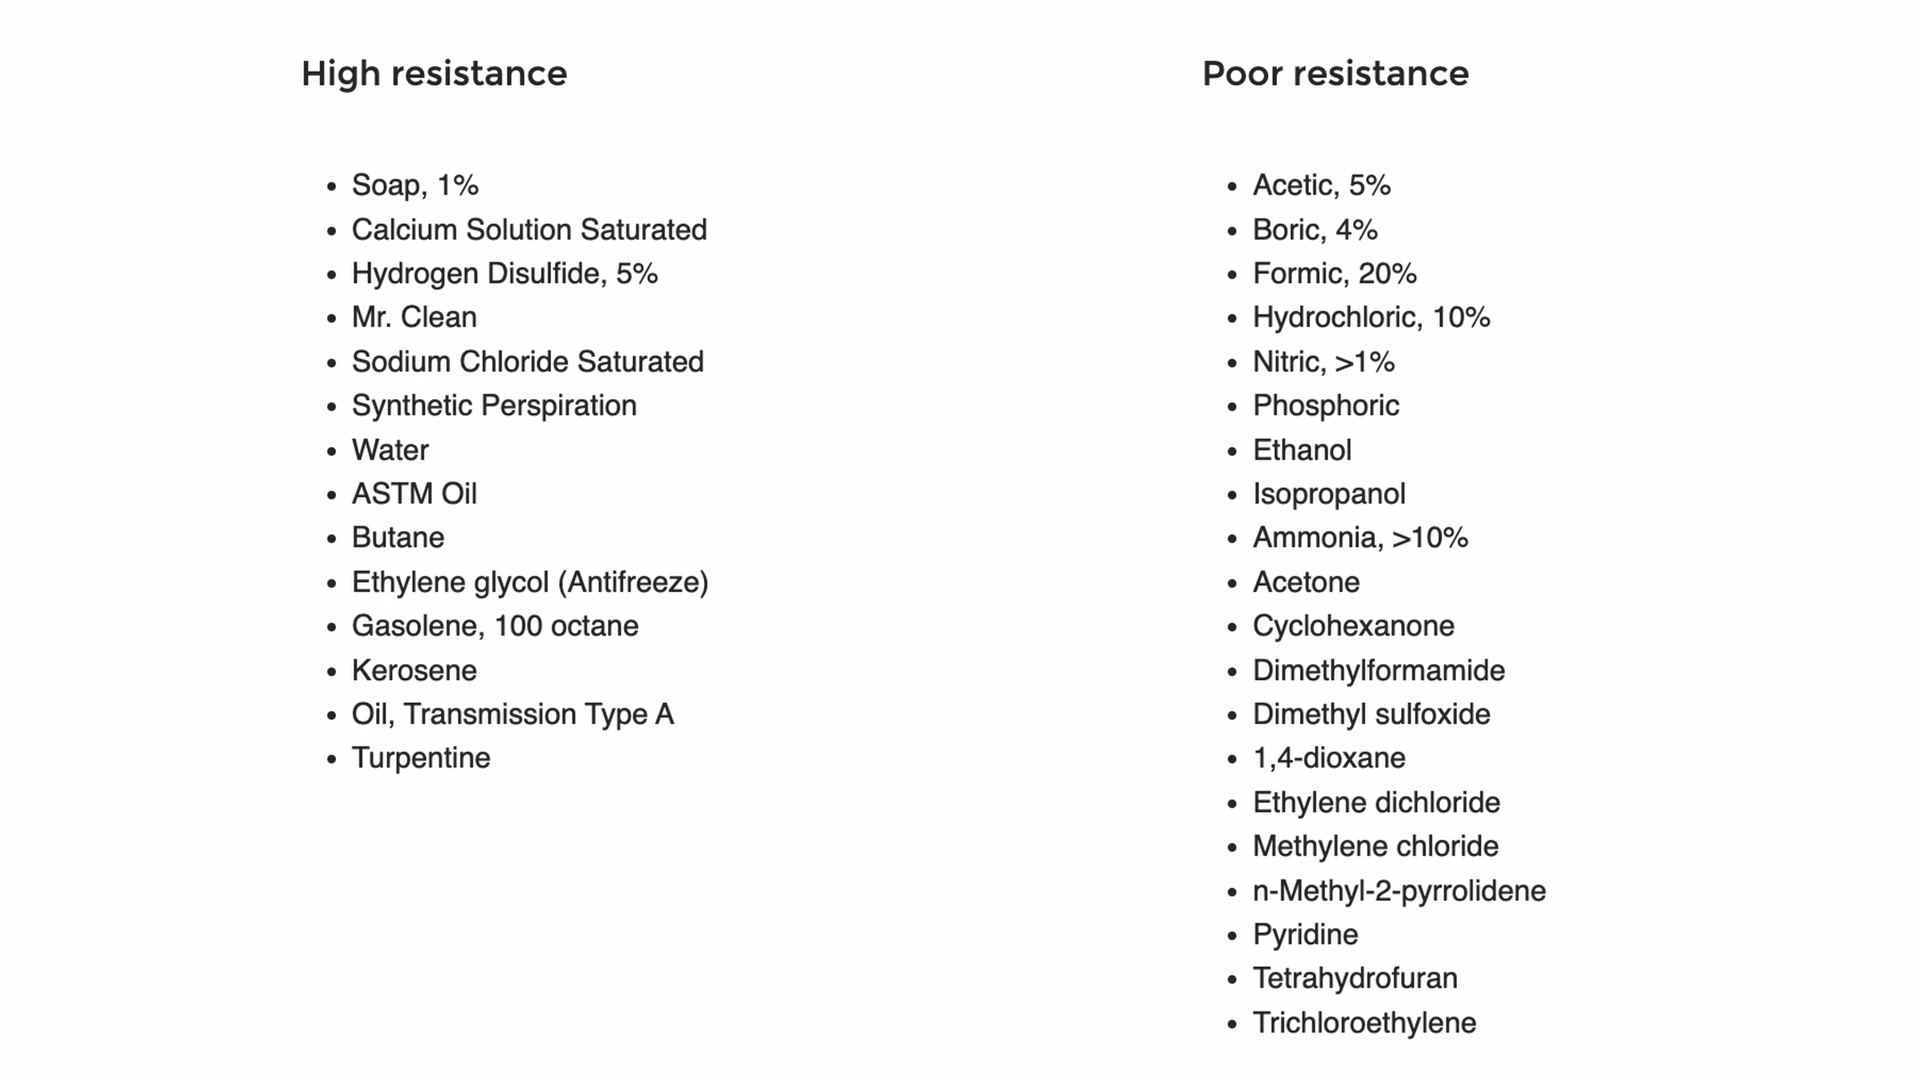 High resistance
Soap, 1%
Calcium Solution Saturated
Hydrogen Disulfide, 5%
Mr. Clean
Sodium Chloride Saturated
Synthetic Perspiration
Water
ASTM Oil
Butane
Ethylene glycol (Antifreeze)
Gasolene, 100 octane
Kerosene
Oil, Transmission Type A
Turpentine
Poor resistance
Acetic, 5%
Boric, 4%
Formic, 20%
Hydrochloric, 10%
Nitric, >1%
Phosphoric
Ethanol
Isopropanol
Ammonia, >10%
Acetone
Cyclohexanone
Dimethylformamide
Dimethyl sulfoxide
1,4-dioxane
Ethylene dichloride
Methylene chloride
n-Methyl-2-pyrrolidene
Pyridine
Tetrahydrofuran
Trichloroethylene